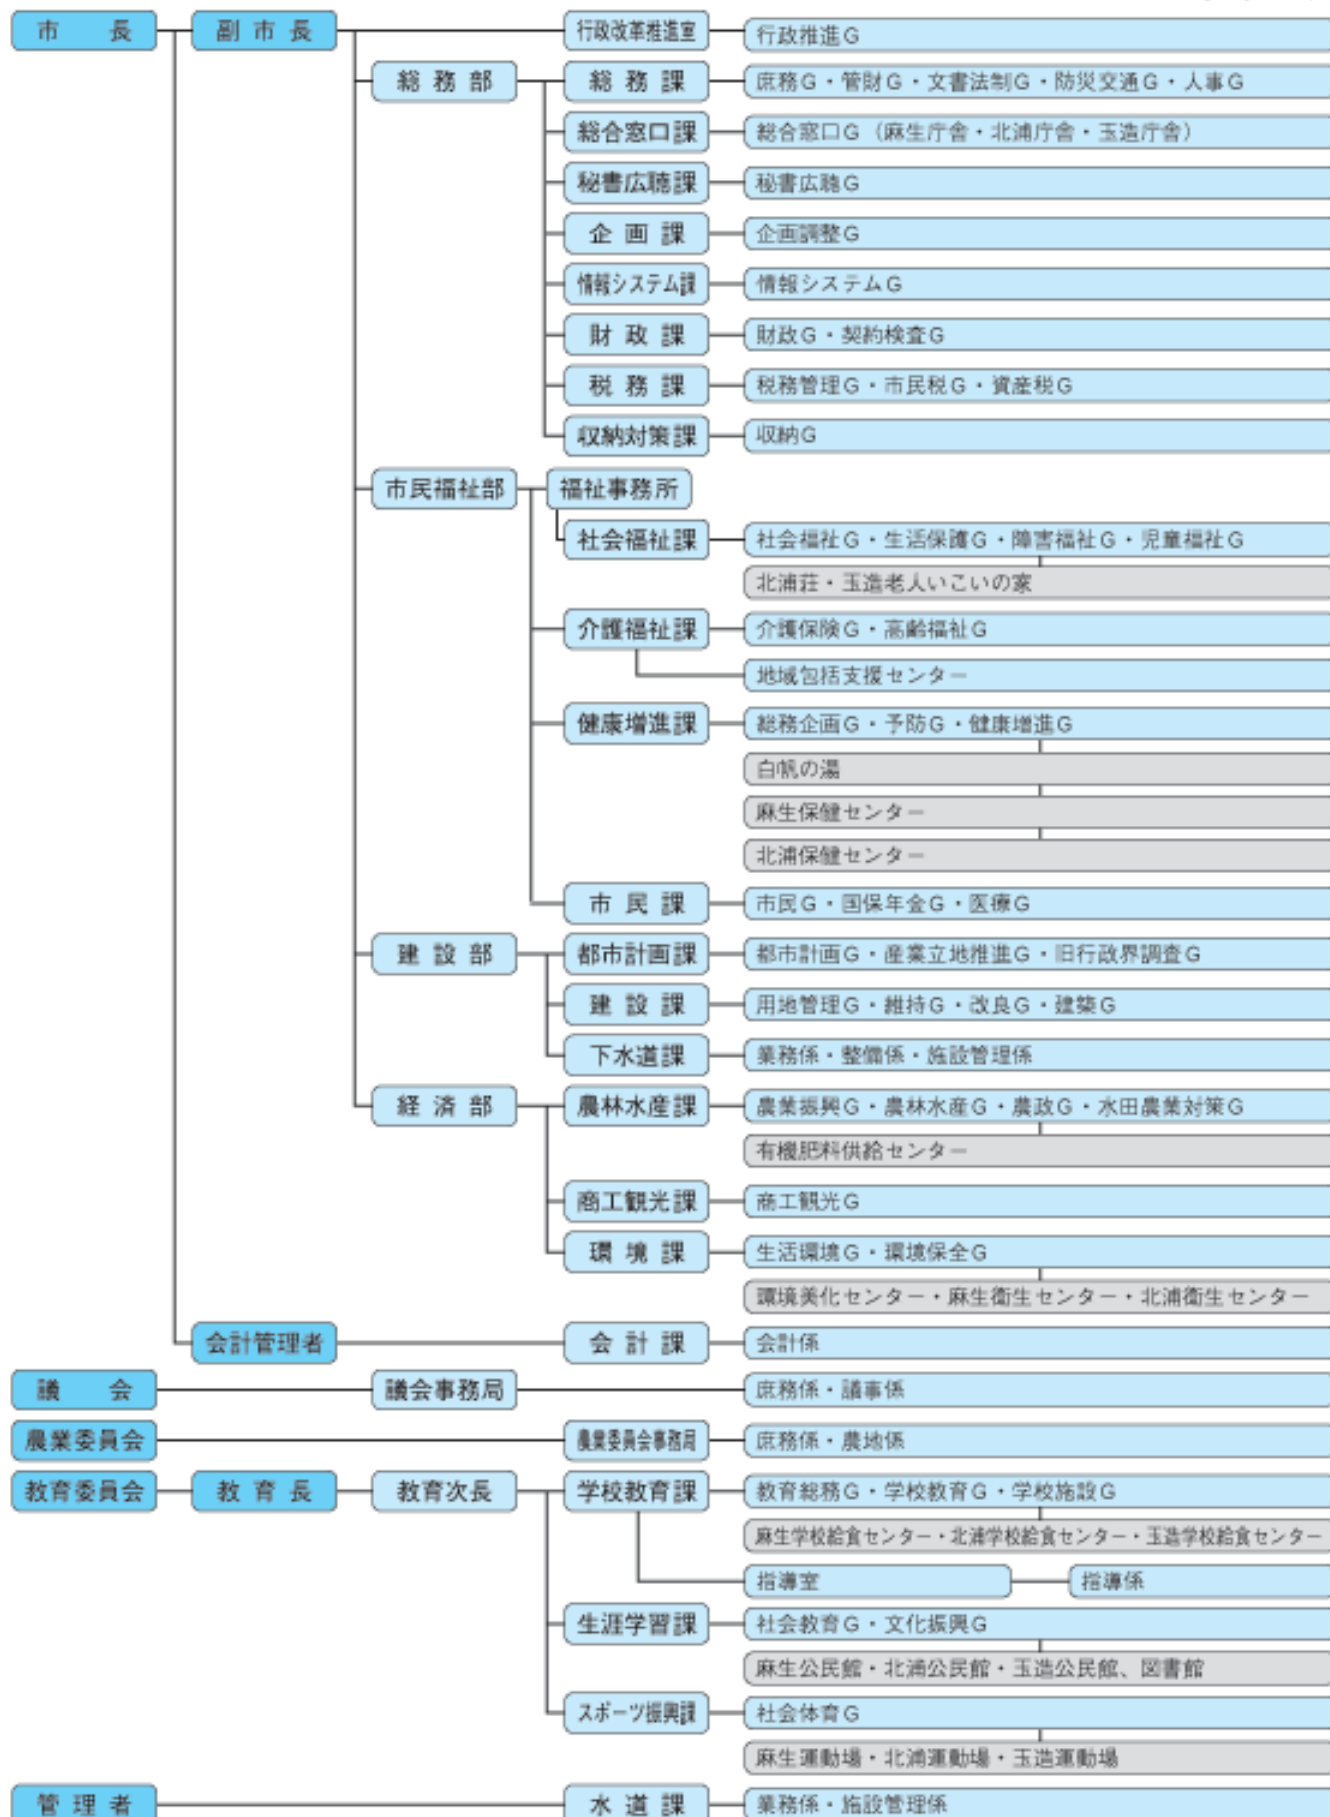 市長 副市長 行政改革推進室 行政推進G
総務部 総務課 庶務G・管財G・文書法制G・防災交通G・人事G
総合窓口課 総合窓口G（麻生庁舎・北浦庁舎・玉造庁舎）
秘書広聴課 秘書広聴G
企画課 企画調整G
情報システム課 情報システムG
財政課 財政G・契約検査G
税務課 税務管理G・市民税G・資産税G
収納対策課 収納G
市民福祉部 福祉事務所
社会福祉課 社会福祉G・生活保護G・障害福祉G・児童福祉G
北浦荘・玉造老人いこいの家
介護福祉課 介護保険G・高齢福祉G
地域包括支援センター
健康増進課 総務企画G・予防G・健康増進G
白帆の湯
麻生保健センター
北浦保健センター
市民課 市民G・国保年金G・医療G
建設部 都市計画課 都市計画G・産業立地推進G・旧行政界調査G
建設課 用地管理G・維持G・改良G・建築G
下水道課 業務係・整備係・施設管理係
経済部 農林水産課 農業振興G・農林水産G・農政G・水田農業対策G
有機肥料供給センター
商工観光課 商工観光G
環境課 生活環境G・環境保全G
環境美化センター・麻生衛生センター・北浦衛生センター
会計管理者 会計課 会計係
議会 議会事務局 庶務係・議事係
農業委員会 農業委員会事務局 庶務係・農地係
教育委員会 教育長 教育次長 学校教育課 教育総務G・学校教育G・学校施設G
麻生学校給食センター・北浦学校給食センター・玉造学校給食センター
指導室 指導係
生涯学習課 社会教育G・文化振興G
麻生公民館・北浦公民館・玉造公民館、図書館
スポーツ振興課 社会体育G
麻生運動場・北浦運動場・玉造運動場
管理者 水道課 業務係・施設管理係